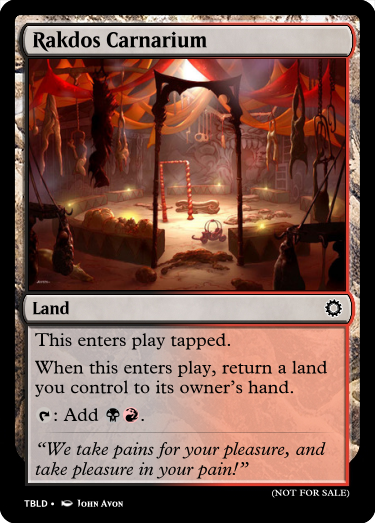 Rakdos Carnarium
Land
This enters play tapped.
When this enters play, return a land
you control to its owner's hand.
: Add .
"We take pains for your pleasure, and
take pleasure in your pain!"
(NOT FOR SALE)
TBLD • John Avon